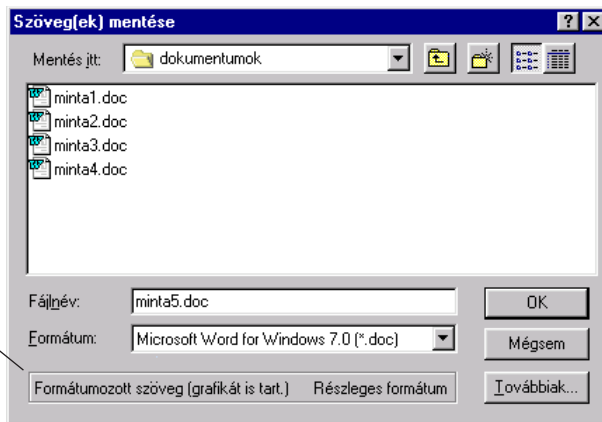 Szöveg(ek) mentése
Mentés itt: dokumentumok
minta1.doc
minta2.doc
minta3.doc
minta4.doc
Fájlnév: minta5.doc OK
Formátum: Microsoft Word for Windows 7.0 (*.doc) Mégsem
Formátumozott szöveg (grafikát is tart.) Részleges formátum Továbbiak...